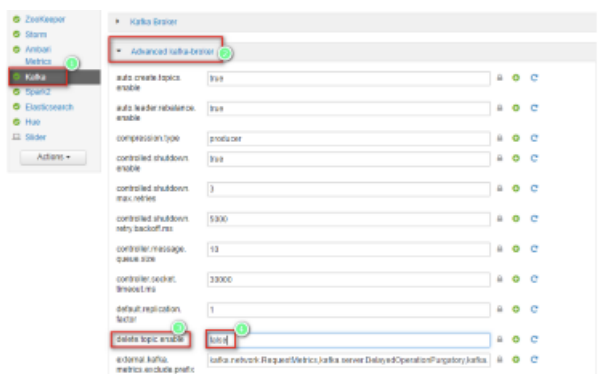 ZooKeeper
Storm
Ambari
Metrics
Kafka
Spark2
Elasticsearch
Hue
Slider
Actions
Kafka Broker
Advanced kafka-broker
auto.create.topics.
enable
true
auto.leader.rebalance.
enable
true
compression.type
producer
controlled.shutdown.
enable
true
controlled.shutdown.
max.retries
3
controlled.shutdown.
retry.backoff.ms
5000
controller.message.
queue.size
10
controller.socket.
timeout.ms
30000
default.replication.
factor
1
delete.topic.enable
false
external.kafka.
metrics.exclude.prefix
kafka.network.RequestMetrics,kafka.server.DelayedOperationPurgatory,kafka